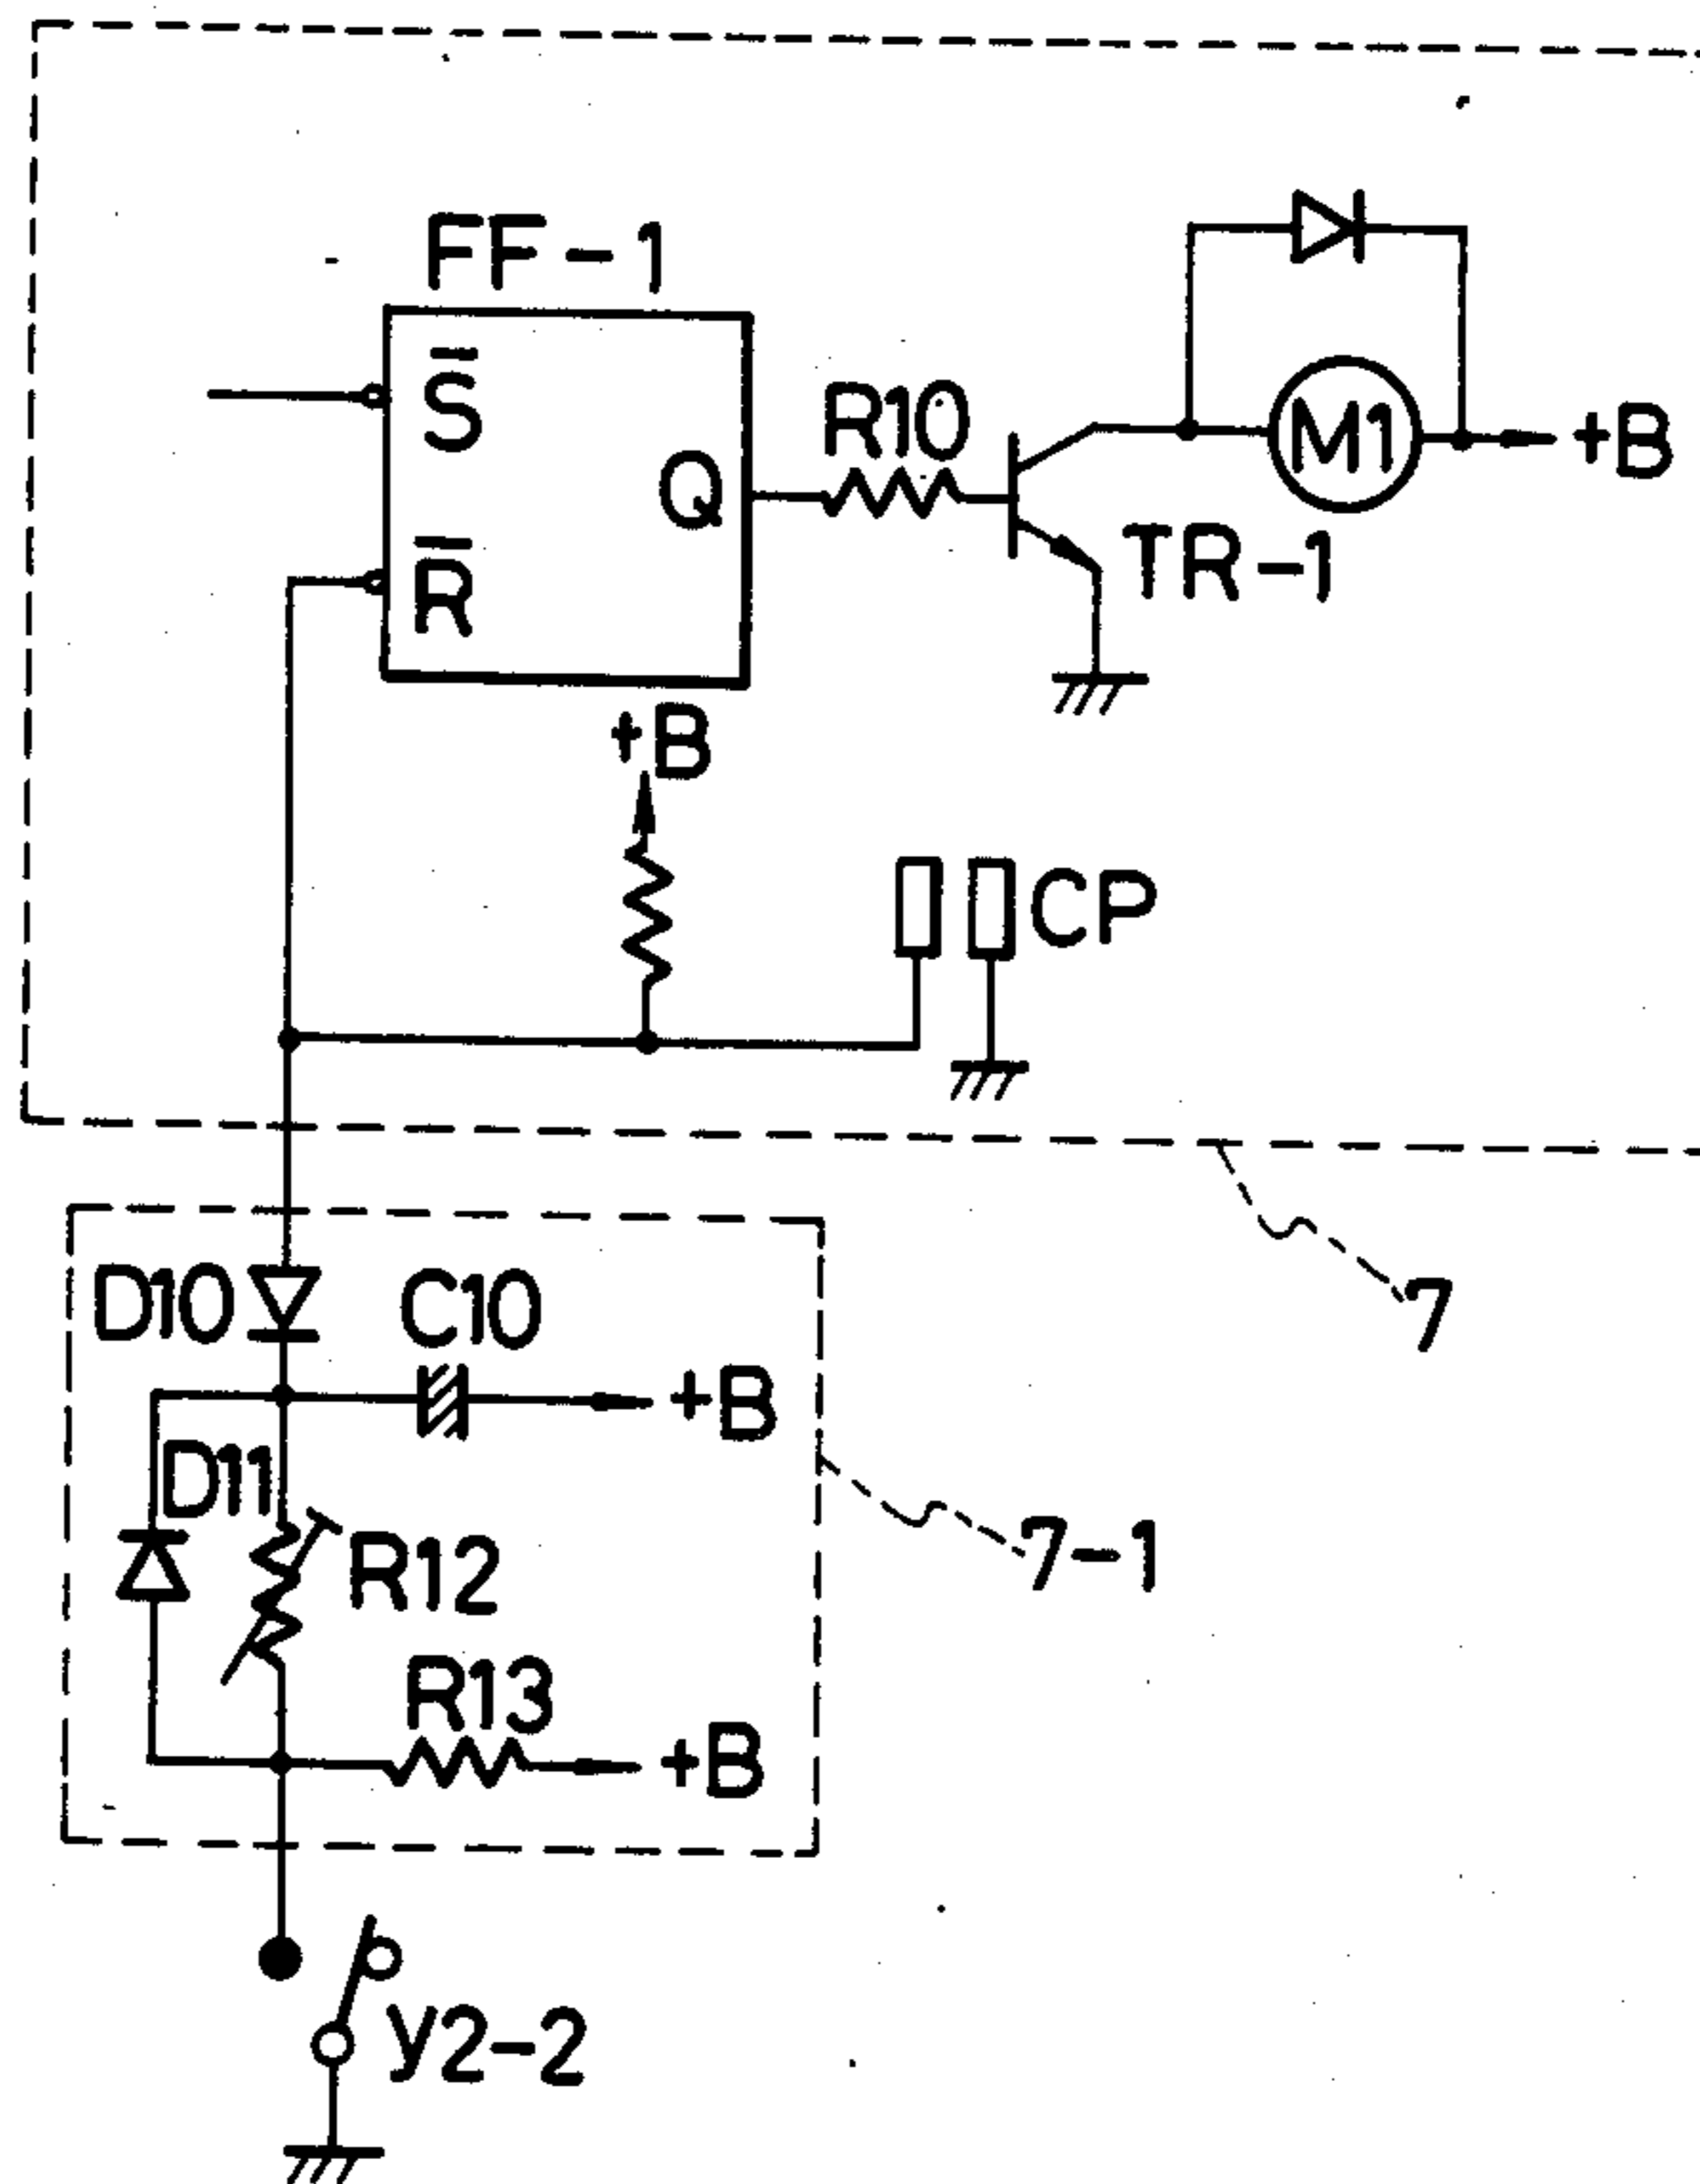 FF-1
S̅
R10
Q
M1
+B
R̅
TR-1
+B
CP
7
D10
C10
+B
D11
R12
7-1
R13
+B
Y2-2